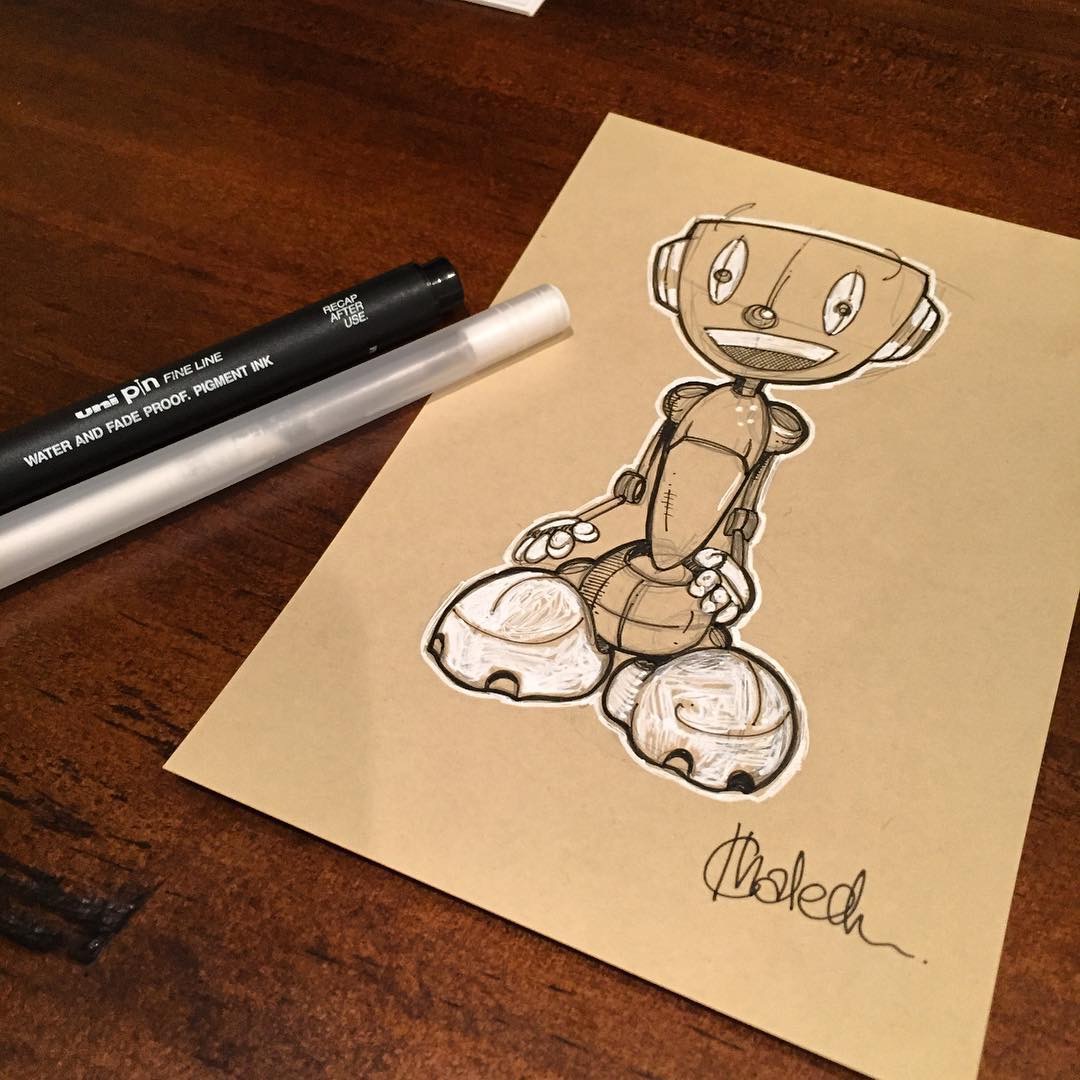 RECAP
AFTER
USE.
uni pin FINE LINE
WATER AND FADE PROOF. PIGMENT INK